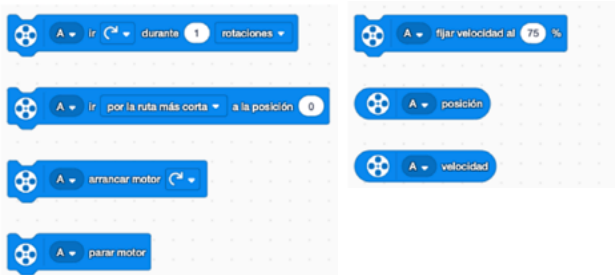 A ir durante 1 rotaciones
A ir por la ruta más corta a la posición 0
A arrancar motor
A parar motor
A fijar velocidad al 75 %
A posición
A velocidad